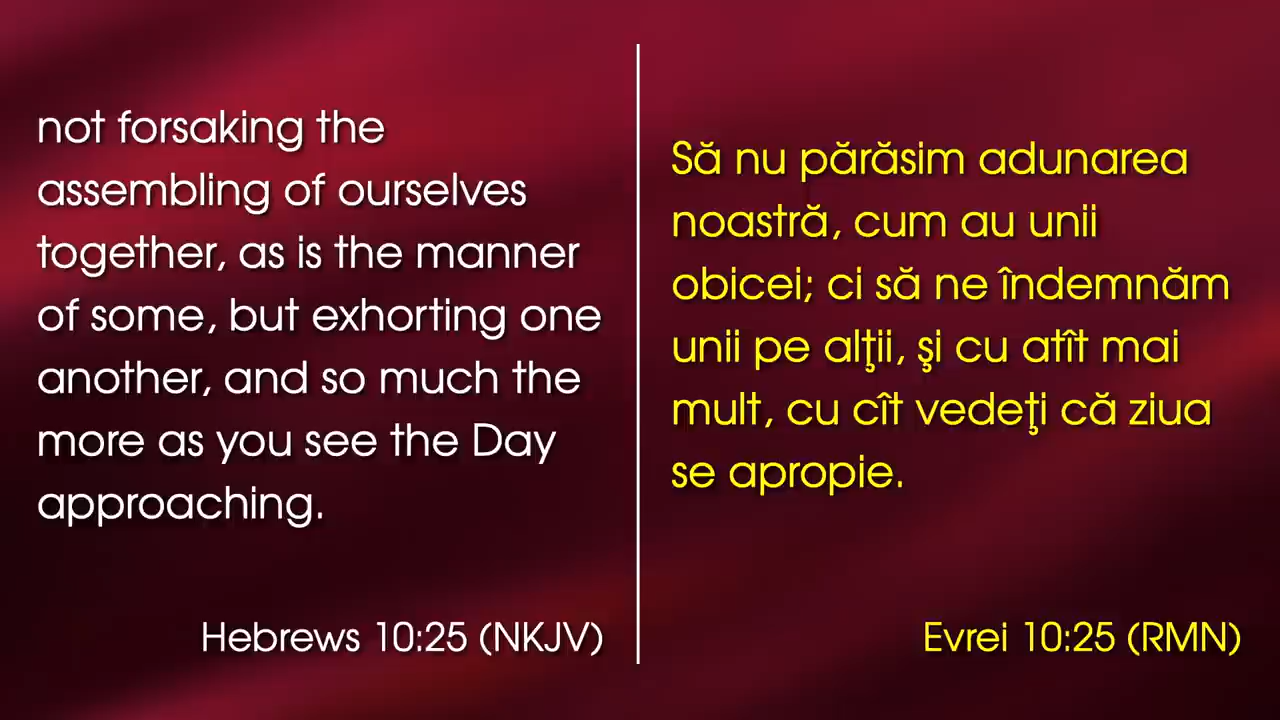 not forsaking the
assembling of ourselves
together, as is the manner
of some, but exhorting one
another, and so much the
more as you see the Day
approaching.
Hebrews 10:25 (NKJV)
Să nu părăsim adunarea
noastră, cum au unii
obicei; ci să ne îndemnăm
unii pe alţii, şi cu atît mai
mult, cu cît vedeţi că ziua
se apropie.
Evrei 10:25 (RMN)